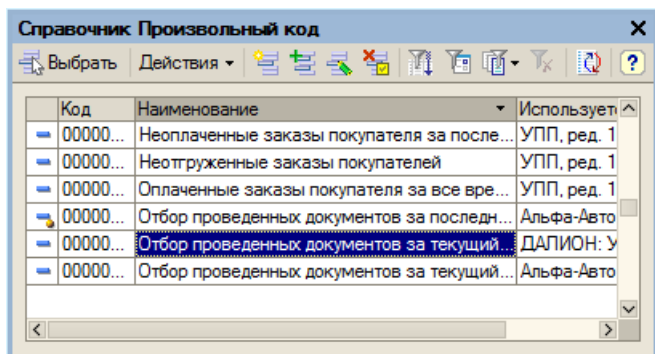 Справочник Произвольный код
Выбрать Действия ?
Код Наименование Используетс
00000... Неоплаченные заказы покупателя за после... УПП, ред. 1
00000... Неотгруженные заказы покупателей УПП, ред. 1
00000... Оплаченные заказы покупателя за все вре... УПП, ред. 1
00000... Отбор проведенных документов за последн... Альфа-Авто
00000... Отбор проведенных документов за текущий... ДАЛИОН: У
00000... Отбор проведенных документов за текущий... Альфа-Авто